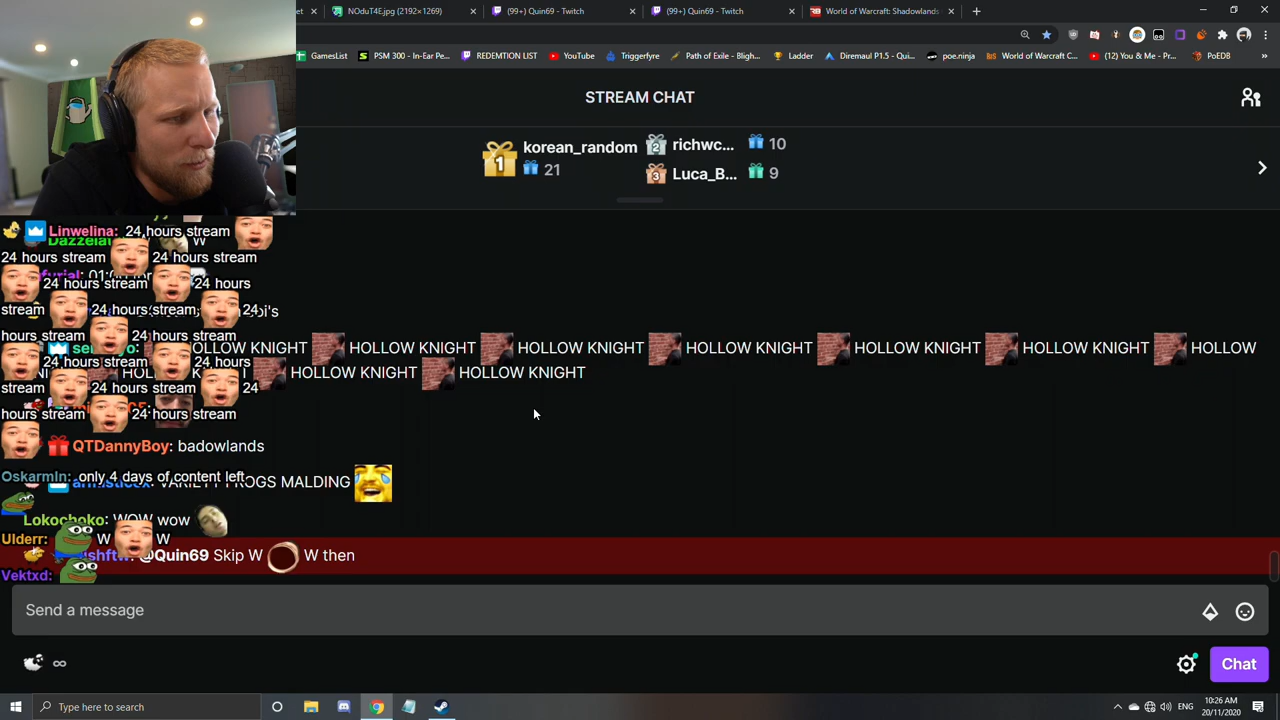 NOduT4E.jpg (2192×1269)
(99+) Quin69 - Twitch
(99+) Quin69 - Twitch
World of Warcraft: Shadowlands
GamesList
PSM 300 - In-Ear Pe...
REDEMTION LIST
YouTube
Triggerfyre
Path of Exile - Bligh...
Ladder
Diremaul P1.5 - Qui...
poe.ninja
World of Warcraft C...
(12) You & Me - Pr...
PoEDB
STREAM CHAT
korean_random
21
richwc... 10
Luca_B... 9
Linwelina: 24 hours stream
24 hours stream 24 hours stream
24 hours stream 24 hours
stream 24 hours stream 24
hours stream 24 hours stream
24 hours stream 24 hours
stream 24 hours stream 24
hours stream 24 hours stream
HOLLOW KNIGHT HOLLOW KNIGHT HOLLOW KNIGHT HOLLOW KNIGHT HOLLOW KNIGHT HOLLOW
HOLLOW KNIGHT HOLLOW KNIGHT
QTDannyBoy: badowlands
Oskarmln: only 4 days of content left
MALDING
Lokochoko: WOW wow
Ulderr: W W
@Quin69 Skip W W then
Vektxd:
Send a message
Chat
Type here to search
ENG
10:26 AM
20/11/2020